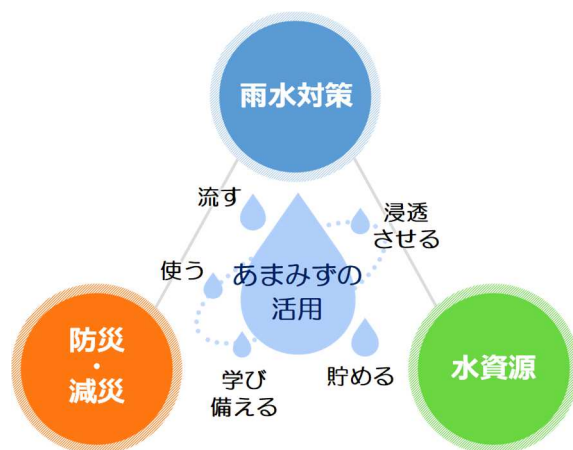 雨水対策
流す
浸透
させる
使う
あまみずの
活用
防災
・
減災
学び
備える
貯める
水資源